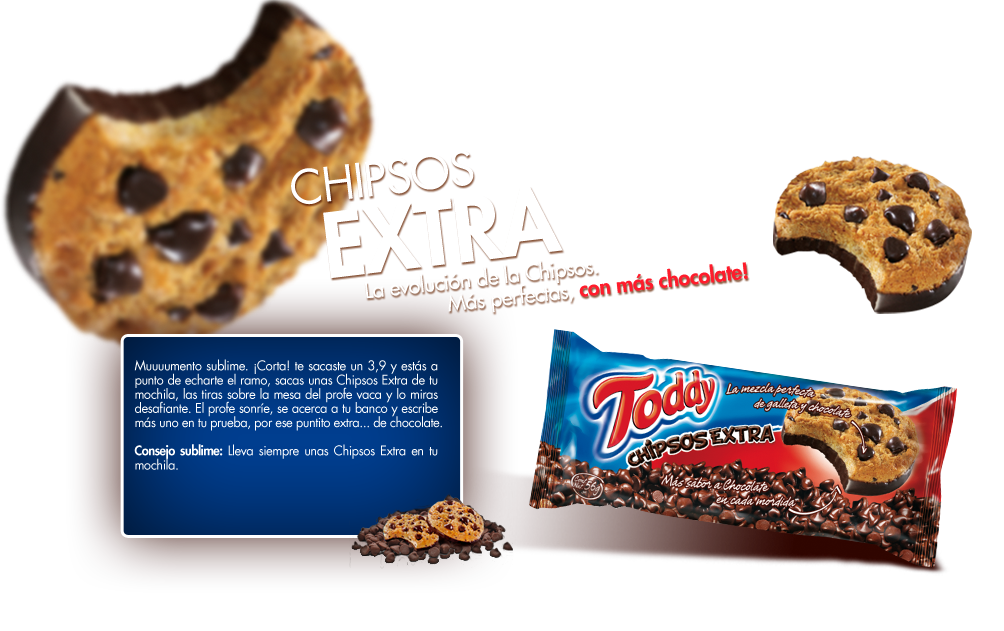 CHIPSOS
EXTRA
La evolución de la Chipsos.
Más perfectas, con más chocolate!
Muuuumento sublime. ¡Corta! te sacaste un 3,9 y estás a
punto de echarte el ramo, sacas unas Chipsos Extra de tu
mochila, las tiras sobre la mesa del profe vaca y lo miras
desafiante. El profe sonríe, se acerca a tu banco y escribe
más uno en tu prueba, por ese puntito extra... de chocolate.
Consejo sublime: Lleva siempre unas Chipsos Extra en tu
mochila.
Toddy
CHIPSOS EXTRA
La mezcla perfecta
de galleta y chocolate
Más sabor a Chocolate
en cada mordida
56g